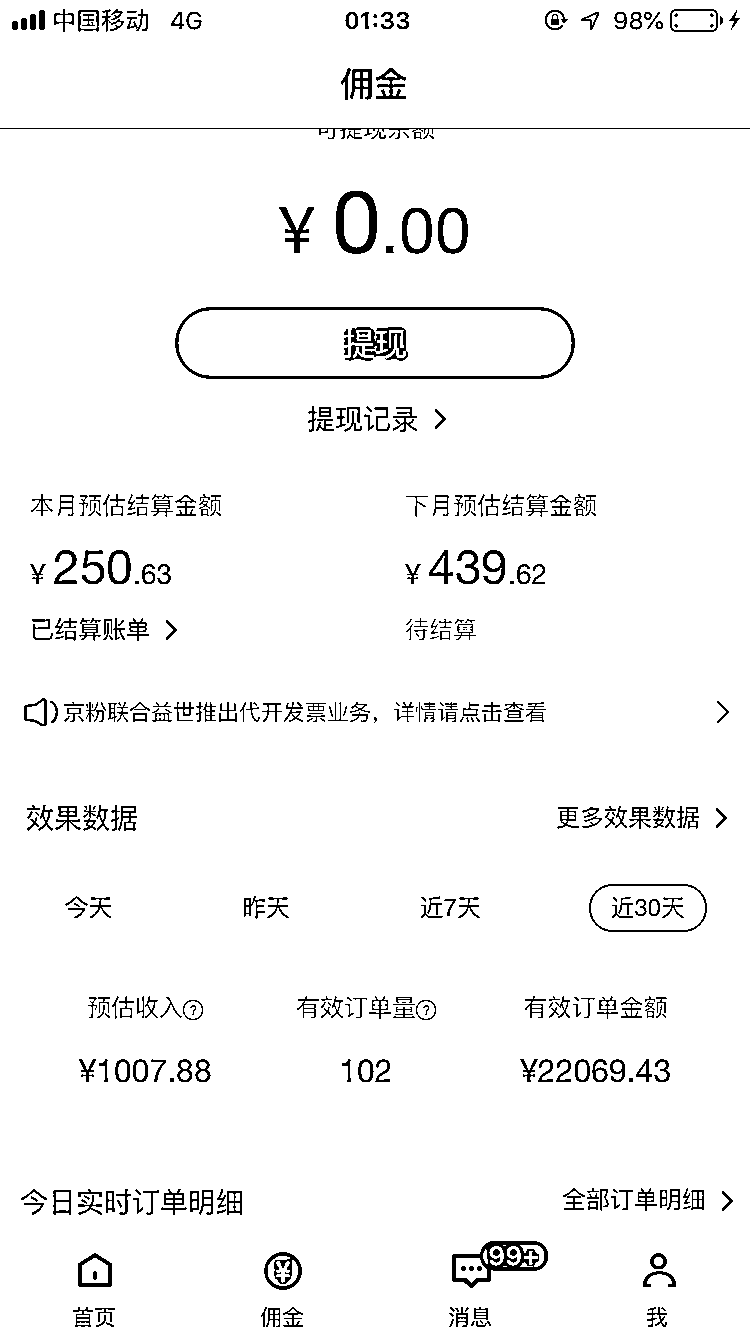 中国移动 4G 01:33 98%
佣金
可提现余额
¥ 0.00
提现
提现记录 >
本月预估结算金额 下月预估结算金额
¥ 250.63 ¥ 439.62
已结算账单 > 待结算
京粉联合益世推出代开发票业务，详情请点击查看 >
效果数据 更多效果数据 >
今天 昨天 近7天 近30天
预估收入? 有效订单量? 有效订单金额
¥1007.88 102 ¥22069.43
今日实时订单明细 全部订单明细 >
99+
首页 佣金 消息 我